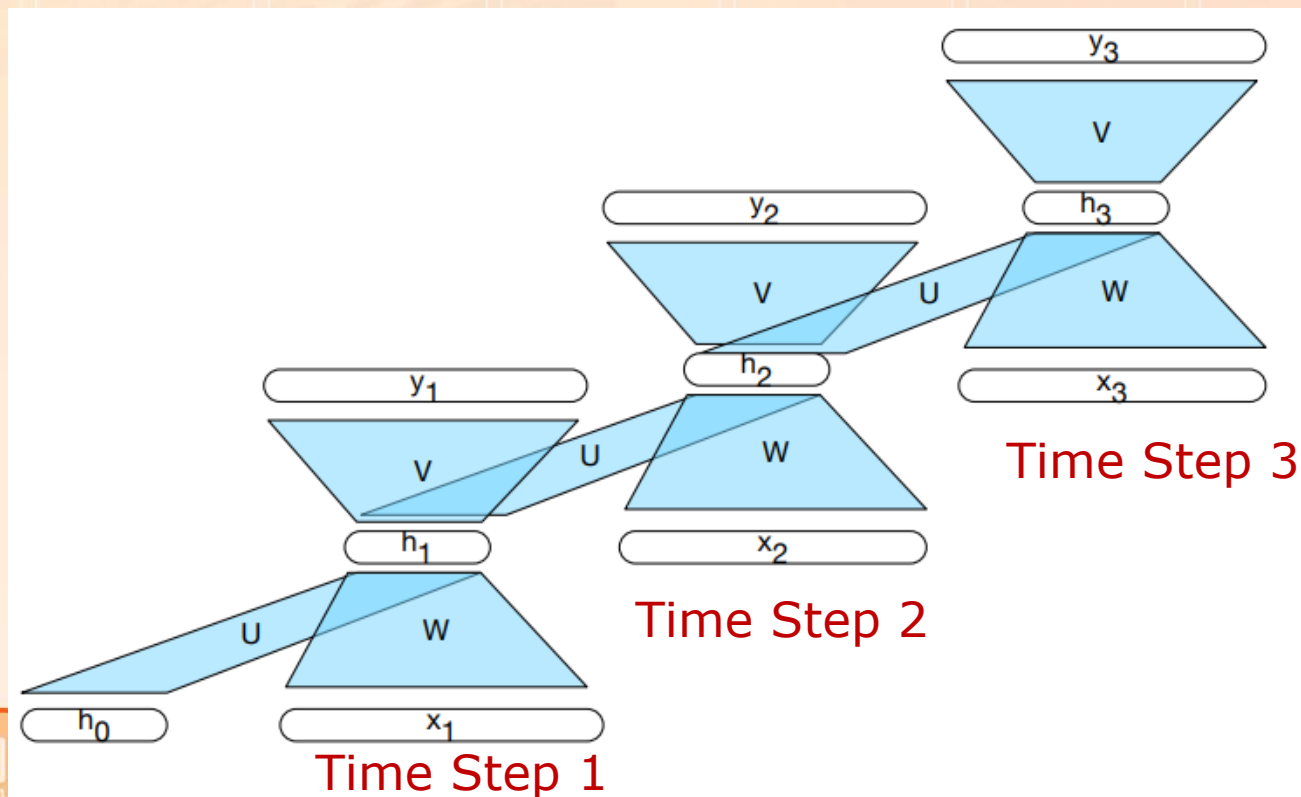 y₃
V
h₃
U
W
x₃
Time Step 3
y₂
V
h₂
U
W
x₂
Time Step 2
y₁
V
h₁
U
W
h₀
x₁
Time Step 1